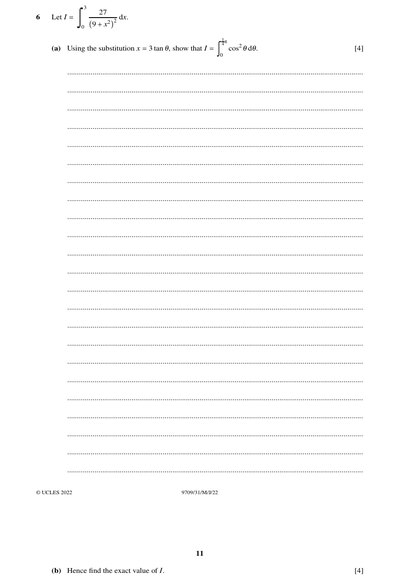 6 Let I = ∫₀³ 27/(9 + x²)² dx.
(a) Using the substitution x = 3 tan θ, show that I = ∫₀^(¼π) cos² θ dθ. [4]
© UCLES 2022 9709/31/M/J/22
11
(b) Hence find the exact value of I. [4]